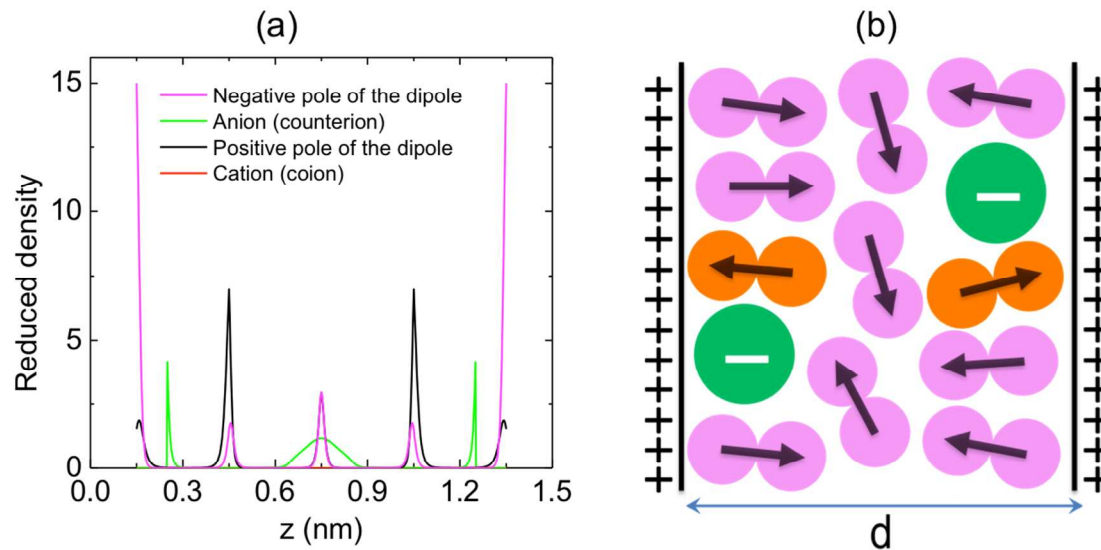 (a)
(b)
Negative pole of the dipole
Anion (counterion)
Positive pole of the dipole
Cation (coion)
Reduced density
15
10
5
0
0.0 0.3 0.6 0.9 1.2 1.5
z (nm)
d